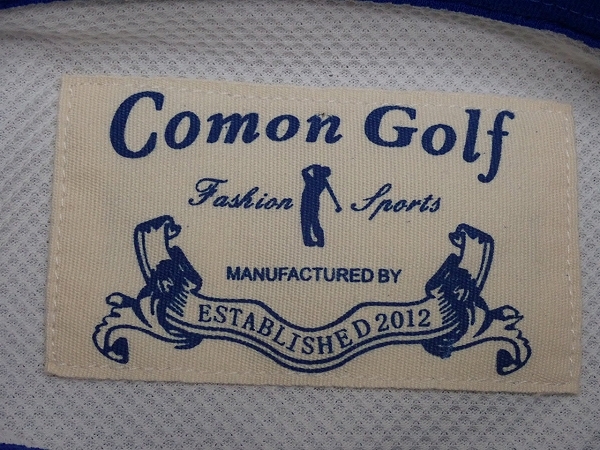 Comon Golf
Fashion Sports
MANUFACTURED BY
ESTABLISHED 2012